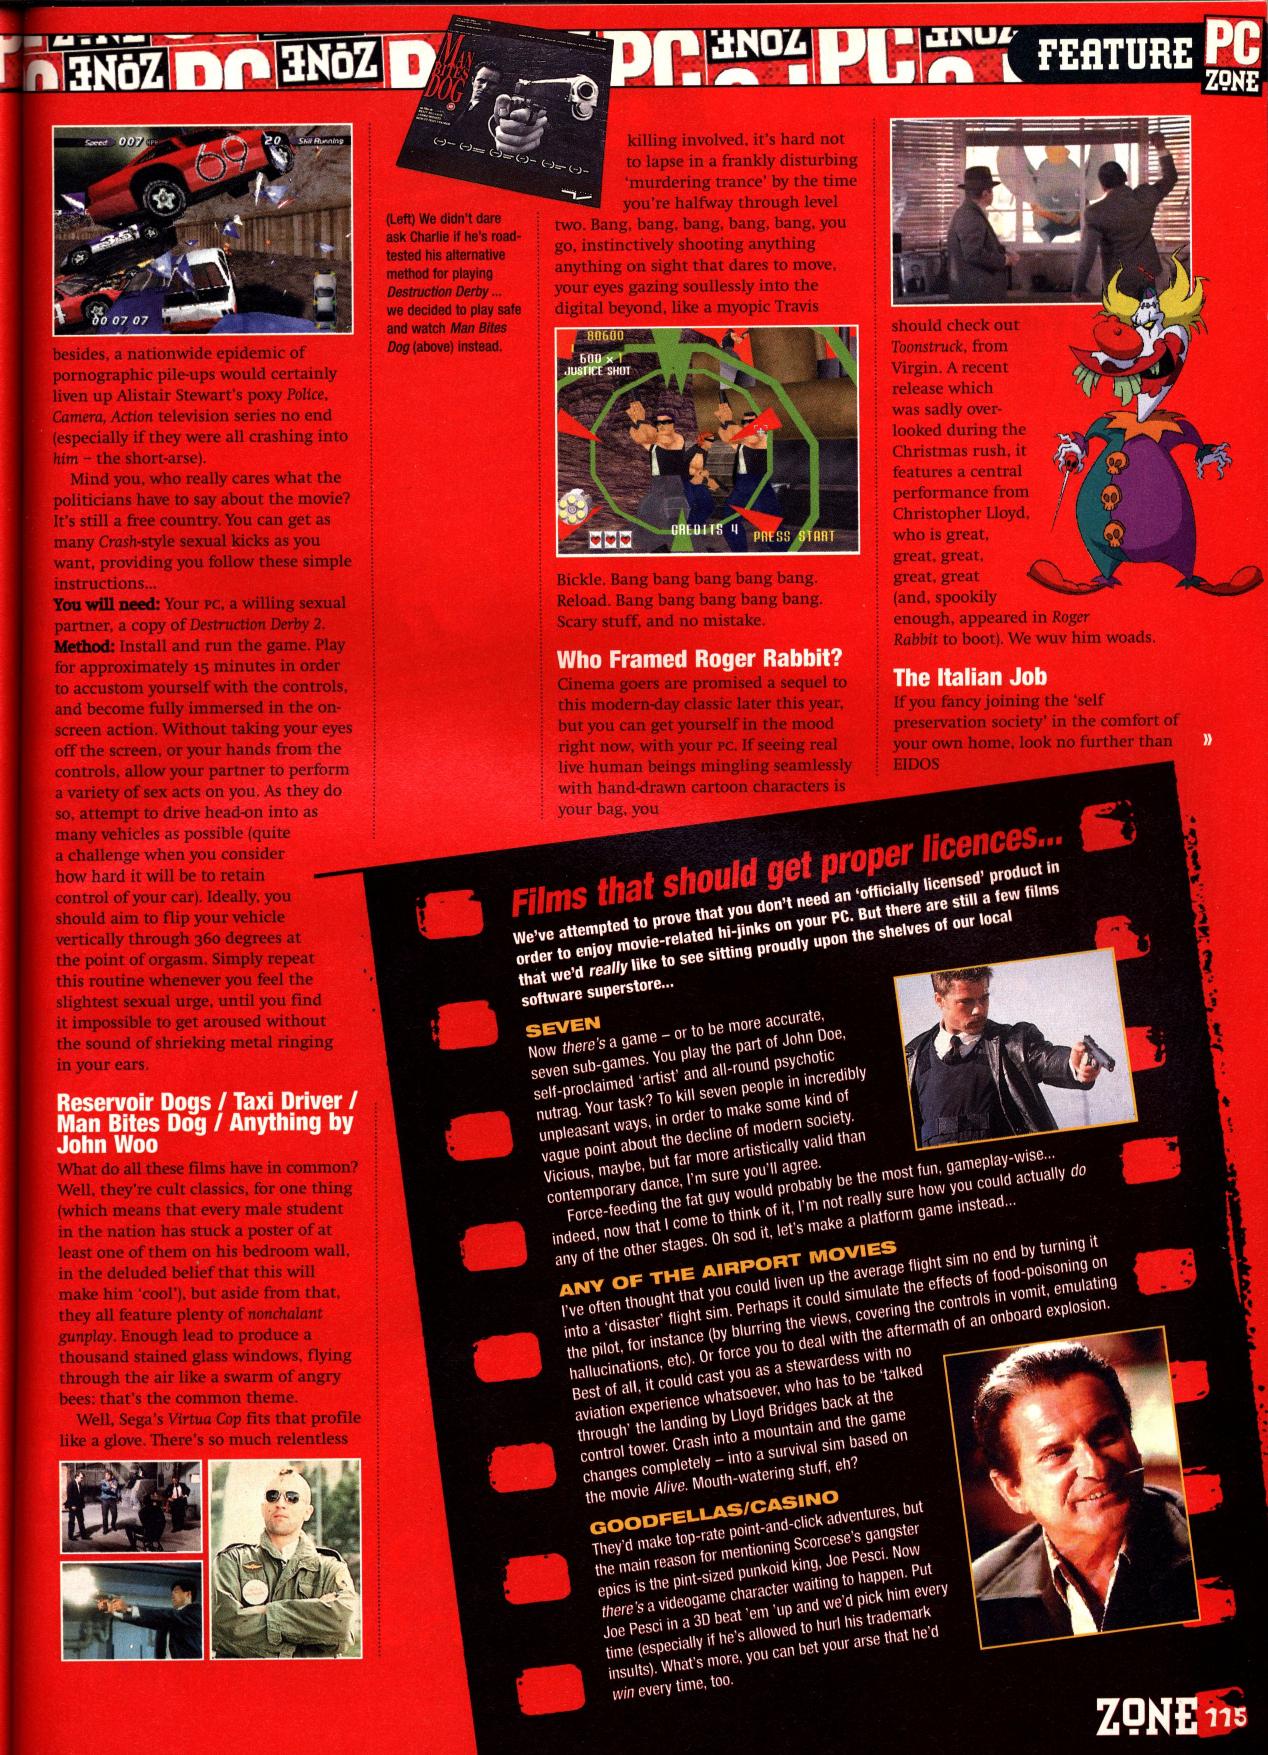 FEATURE
PC
ZONE
MAN
BITES
DOG
Speed 007 MPH
20 Still Running
69
00 07 07
(Left) We didn't dare
ask Charlie if he's road-
tested his alternative
method for playing
Destruction Derby ...
we decided to play safe
and watch Man Bites
Dog (above) instead.
besides, a nationwide epidemic of
pornographic pile-ups would certainly
liven up Alistair Stewart's poxy Police,
Camera, Action television series no end
(especially if they were all crashing into
him – the short-arse).
Mind you, who really cares what the
politicians have to say about the movie?
It's still a free country. You can get as
many Crash-style sexual kicks as you
want, providing you follow these simple
instructions...
You will need: Your PC, a willing sexual
partner, a copy of Destruction Derby 2.
Method: Install and run the game. Play
for approximately 15 minutes in order
to accustom yourself with the controls,
and become fully immersed in the on-
screen action. Without taking your eyes
off the screen, or your hands from the
controls, allow your partner to perform
a variety of sex acts on you. As they do
so, attempt to drive head-on into as
many vehicles as possible (quite
a challenge when you consider
how hard it will be to retain
control of your car). Ideally, you
should aim to flip your vehicle
vertically through 360 degrees at
the point of orgasm. Simply repeat
this routine whenever you feel the
slightest sexual urge, until you find
it impossible to get aroused without
the sound of shrieking metal ringing
in your ears.
Reservoir Dogs / Taxi Driver /
Man Bites Dog / Anything by
John Woo
What do all these films have in common?
Well, they're cult classics, for one thing
(which means that every male student
in the nation has stuck a poster of at
least one of them on his bedroom wall,
in the deluded belief that this will
make him 'cool'), but aside from that,
they all feature plenty of nonchalant
gunplay. Enough lead to produce a
thousand stained glass windows, flying
through the air like a swarm of angry
bees: that's the common theme.
Well, Sega's Virtua Cop fits that profile
like a glove. There's so much relentless
killing involved, it's hard not
to lapse in a frankly disturbing
'murdering trance' by the time
you're halfway through level
two. Bang, bang, bang, bang, bang, you
go, instinctively shooting anything
anything on sight that dares to move,
your eyes gazing soullessly into the
digital beyond, like a myopic Travis
80600
500 x 1
JUSTICE SHOT
CREDITS 4
PRESS START
Bickle. Bang bang bang bang bang.
Reload. Bang bang bang bang bang.
Scary stuff, and no mistake.
Who Framed Roger Rabbit?
Cinema goers are promised a sequel to
this modern-day classic later this year,
but you can get yourself in the mood
right now, with your PC. If seeing real
live human beings mingling seamlessly
with hand-drawn cartoon characters is
your bag, you
should check out
Toonstruck, from
Virgin. A recent
release which
was sadly over-
looked during the
Christmas rush, it
features a central
performance from
Christopher Lloyd,
who is great,
great, great,
great, great
(and, spookily
enough, appeared in Roger
Rabbit to boot). We wuv him woads.
The Italian Job
If you fancy joining the 'self
preservation society' in the comfort of
your own home, look no further than
EIDOS
»
Films that should get proper licences...
We've attempted to prove that you don't need an 'officially licensed' product in
order to enjoy movie-related hi-jinks on your PC. But there are still a few films
that we'd really like to see sitting proudly upon the shelves of our local
software superstore...
SEVEN
Now there's a game – or to be more accurate,
seven sub-games. You play the part of John Doe,
self-proclaimed 'artist' and all-round psychotic
nutrag. Your task? To kill seven people in incredibly
unpleasant ways, in order to make some kind of
vague point about the decline of modern society.
Vicious, maybe, but far more artistically valid than
contemporary dance, I'm sure you'll agree.
Force-feeding the fat guy would probably be the most fun, gameplay-wise...
indeed, now that I come to think of it, I'm not really sure how you could actually do
any of the other stages. Oh sod it, let's make a platform game instead...
ANY OF THE AIRPORT MOVIES
I've often thought that you could liven up the average flight sim no end by turning it
into a 'disaster' flight sim. Perhaps it could simulate the effects of food-poisoning on
the pilot, for instance (by blurring the views, covering the controls in vomit, emulating
hallucinations, etc). Or force you to deal with the aftermath of an onboard explosion.
Best of all, it could cast you as a stewardess with no
aviation experience whatsoever, who has to be 'talked
through' the landing by Lloyd Bridges back at the
control tower. Crash into a mountain and the game
changes completely – into a survival sim based on
the movie Alive. Mouth-watering stuff, eh?
GOODFELLAS/CASINO
They'd make top-rate point-and-click adventures, but
the main reason for mentioning Scorcese's gangster
epics is the pint-sized punkoid king, Joe Pesci. Now
there's a videogame character waiting to happen. Put
Joe Pesci in a 3D beat 'em 'up and we'd pick him every
time (especially if he's allowed to hurl his trademark
insults). What's more, you can bet your arse that he'd
win every time, too.
ZONE 115